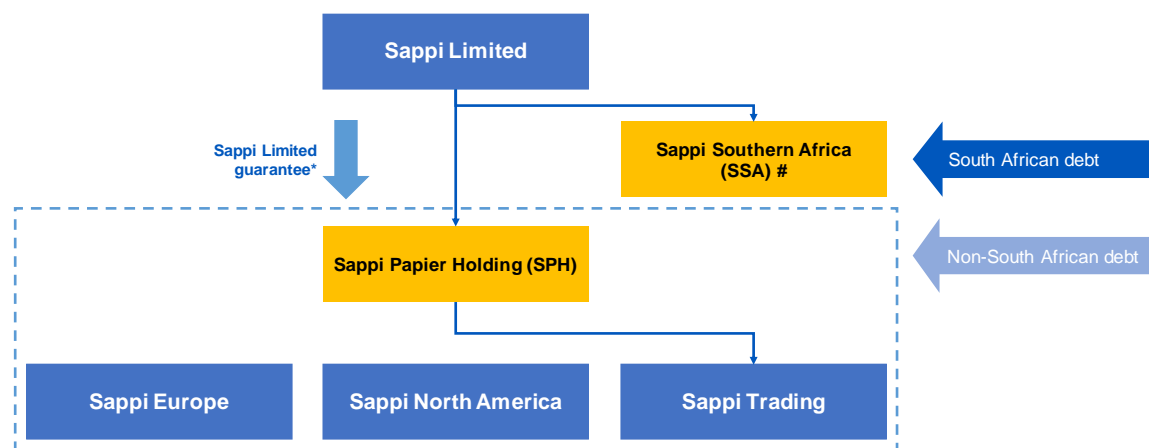 Sappi Limited
Sappi Limited
guarantee*
Sappi Southern Africa
(SSA) #
South African debt
Sappi Papier Holding (SPH)
Non-South African debt
Sappi Europe
Sappi North America
Sappi Trading